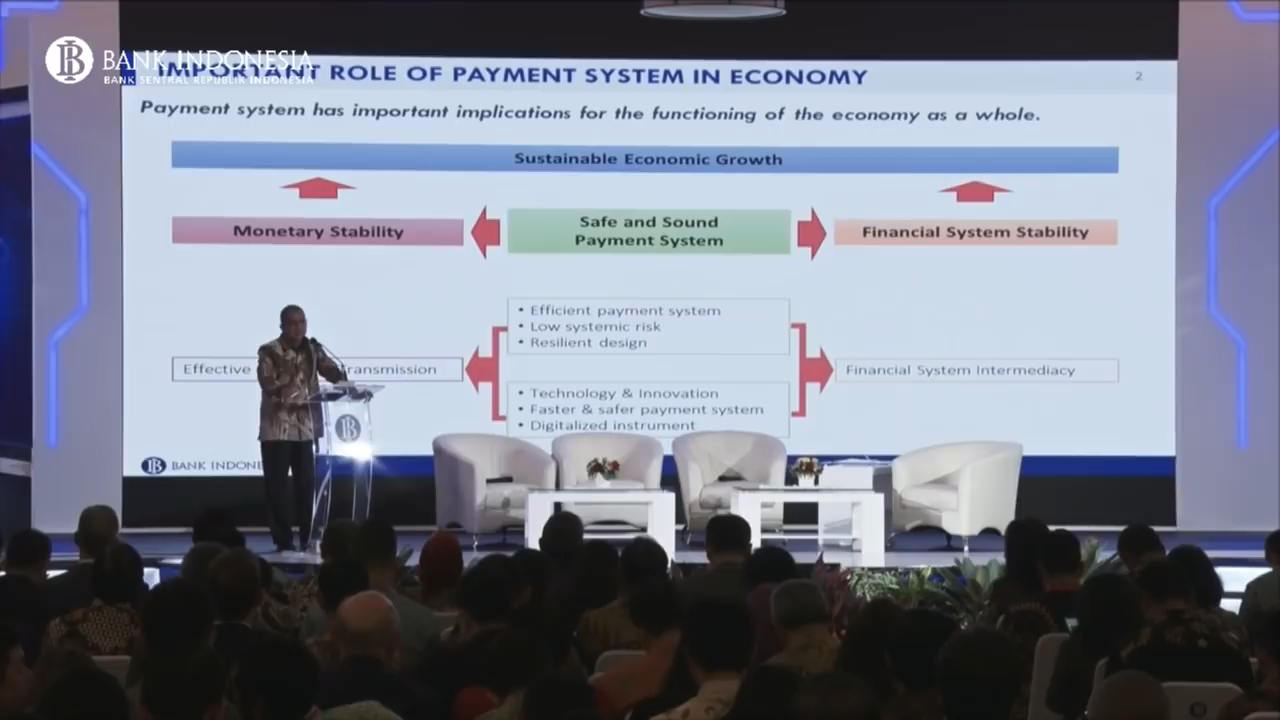 BANK INDONESIA
BANK SENTRAL REPUBLIK INDONESIA
IMPORTANT ROLE OF PAYMENT SYSTEM IN ECONOMY
2
Payment system has important implications for the functioning of the economy as a whole.
Sustainable Economic Growth
Monetary Stability
Safe and Sound
Payment System
Financial System Stability
• Efficient payment system
• Low systemic risk
• Resilient design
Effective
ransmission
Financial System Intermediacy
• Technology & Innovation
• Faster & safer payment system
• Digitalized instrument
BANK INDONE